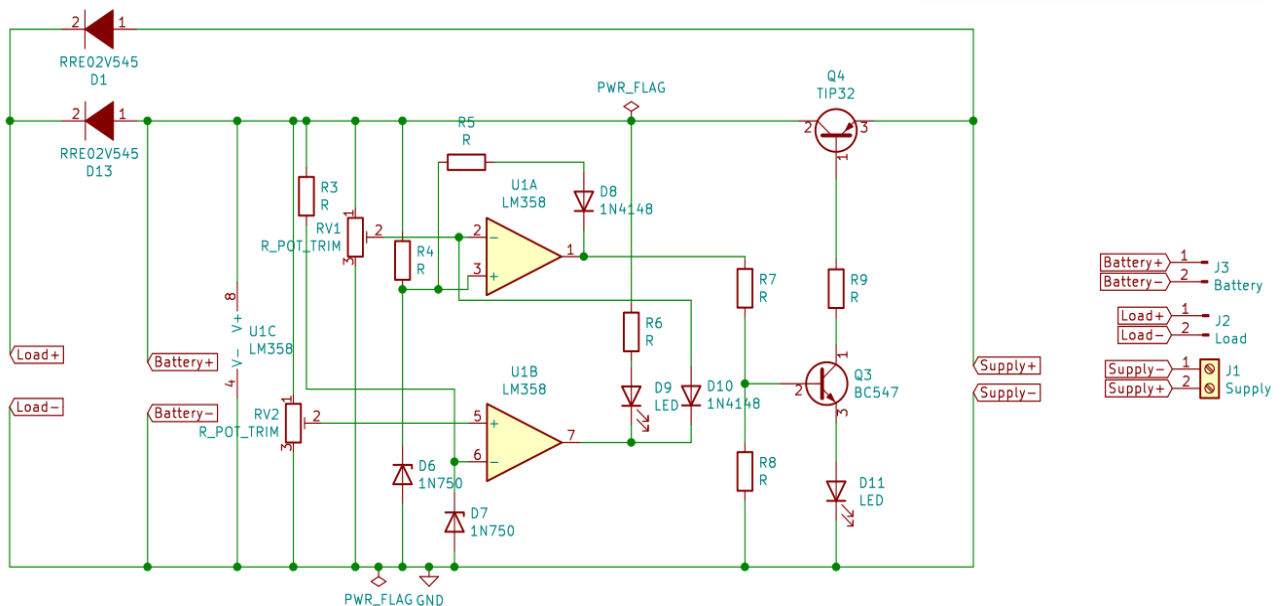 2 1
RRE02V545
D1
2 1
RRE02V545
D13
PWR_FLAG
Q4
TIP32
2 3
1
R5
R
R3
R
U1A
LM358
D8
1N4148
RV1
R_POT_TRIM
1
2
3
R4
R
2
-
3
+
1
R7
R
R9
R
8
V+
U1C
LM358
V-
4
R6
R
Load+
Battery+
Load-
Battery-
RV2
R_POT_TRIM
1
2
3
U1B
LM358
5
+
6
-
7
D9
LED
D10
1N4148
1
2
3
Q3
BC547
Supply+
Supply-
D6
1N750
D7
1N750
R8
R
D11
LED
PWR_FLAG GND
Battery+ 1
Battery- 2
J3
Battery
Load+ 1
Load- 2
J2
Load
Supply- 1
Supply+ 2
J1
Supply